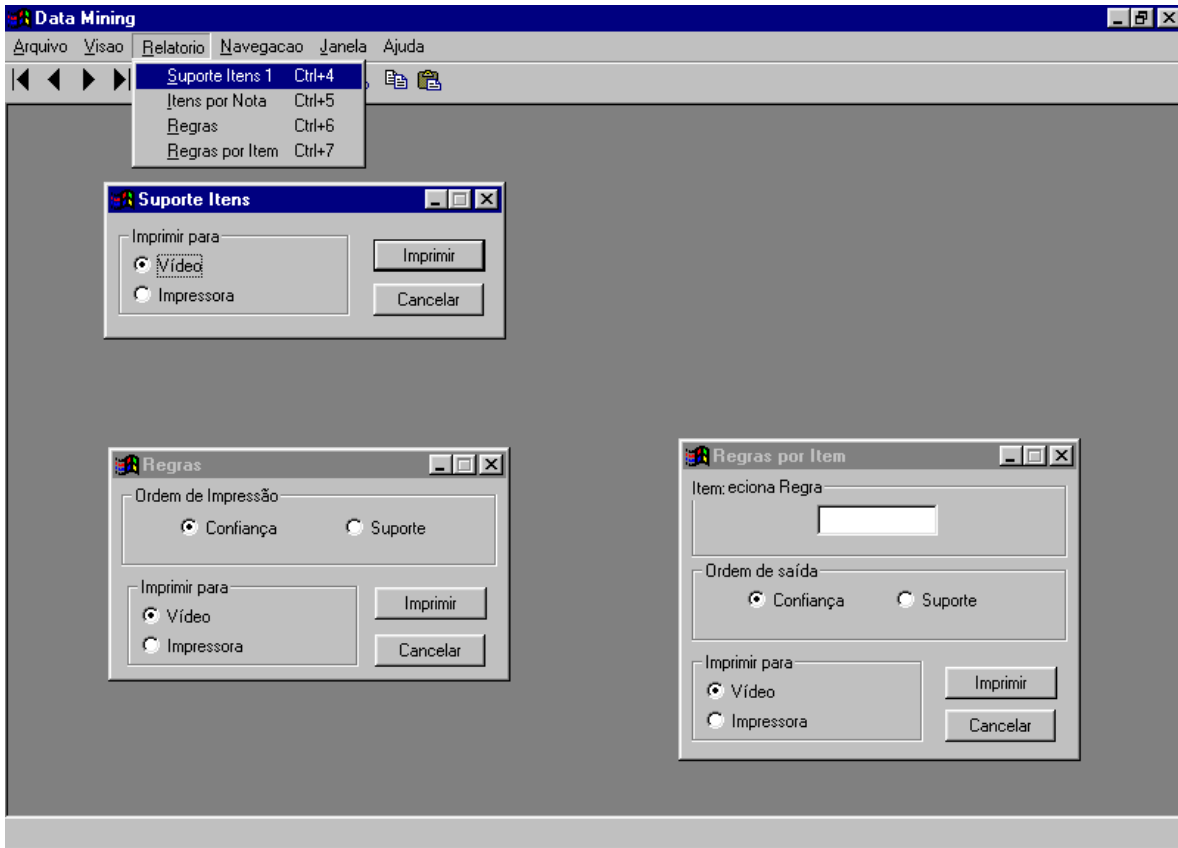 Data Mining
Arquivo Visao Relatorio Navegacao Janela Ajuda
Suporte Itens 1 Ctrl+4
Itens por Nota Ctrl+5
Regras Ctrl+6
Regras por Item Ctrl+7
Suporte Itens
Imprimir para
Vídeo
Impressora
Imprimir
Cancelar
Regras
Ordem de Impressão
Confiança Suporte
Imprimir para
Vídeo
Impressora
Imprimir
Cancelar
Regras por Item
Item: eciona Regra
Ordem de saída
Confiança Suporte
Imprimir para
Vídeo
Impressora
Imprimir
Cancelar